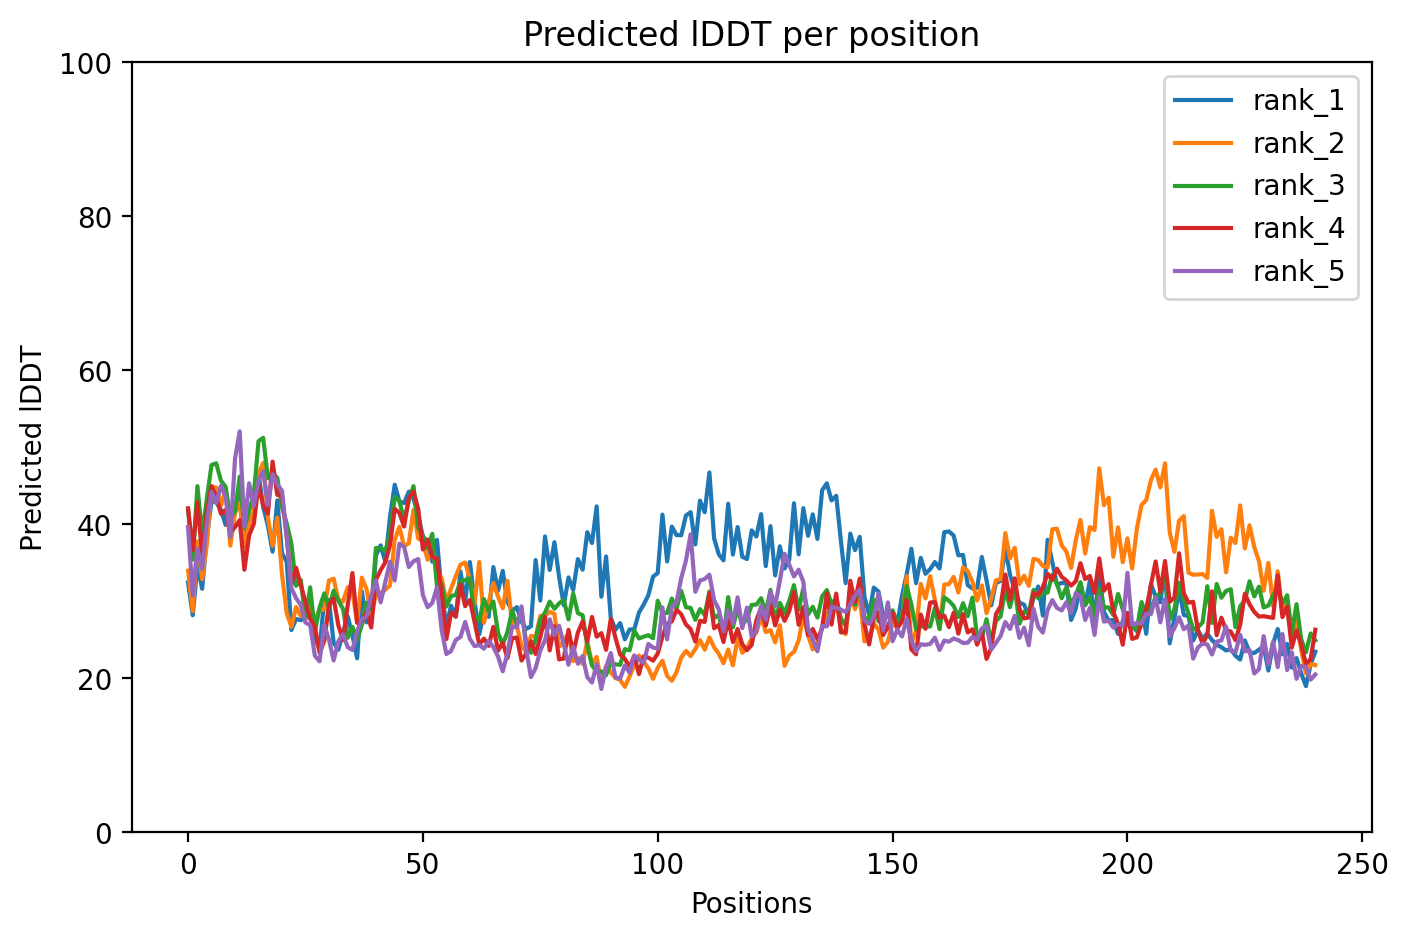 Predicted lDDT per position
100
80
60
40
20
0
Predicted lDDT
rank_1
rank_2
rank_3
rank_4
rank_5
0 50 100 150 200 250
Positions